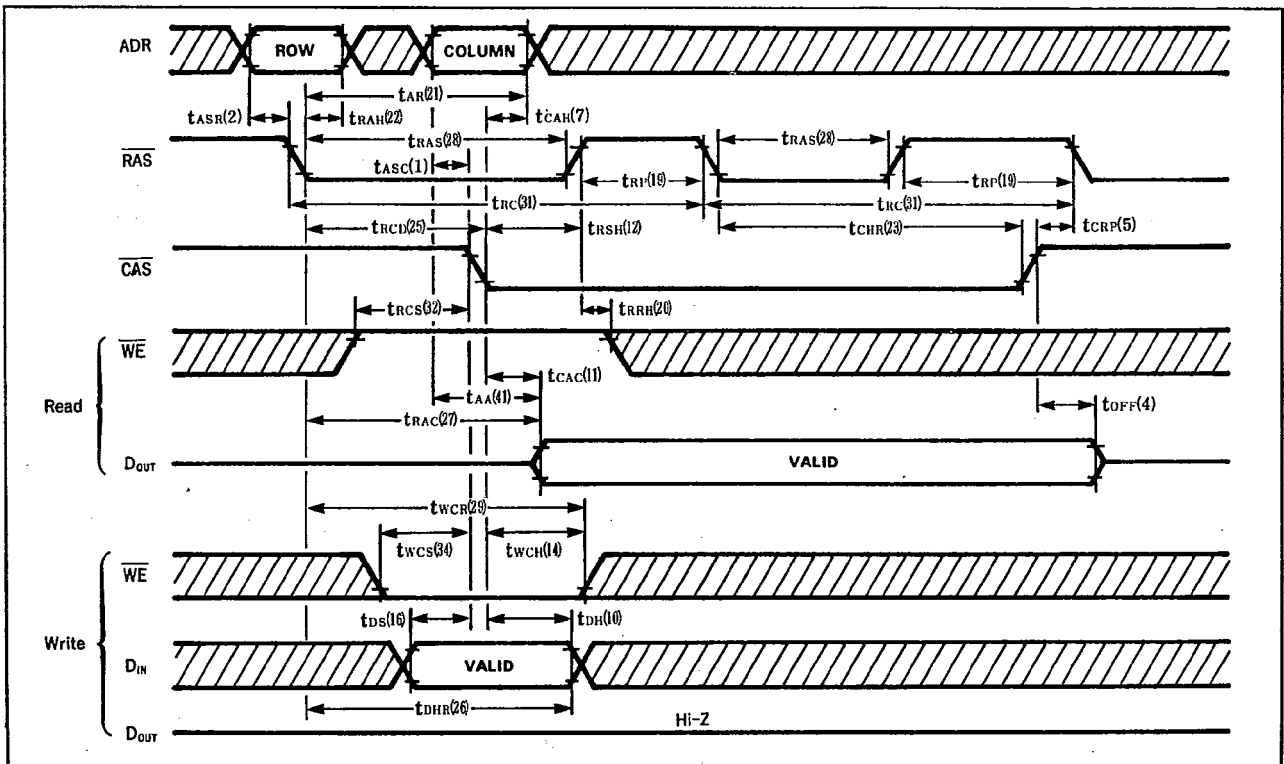 ADR ROW COLUMN
tAR(21)
tASR(2) tRAH(22) tCAH(7)
RAS tRAS(28) tRAS(28)
tASC(1)
tRP(19) tRP(19)
tRC(31) tRC(31)
tRCD(25) tRSH(12) tCHR(23) tCRP(5)
CAS
tRCS(32) tRRH(20)
WE
tCAC(11)
Read tAA(41)
tRAC(27) tOFF(4)
DOUT VALID
tWCR(29)
tWCS(34) tWCH(14)
WE
tDS(16) tDH(10)
Write
DIN VALID
tDHR(26)
Hi-Z
DOUT